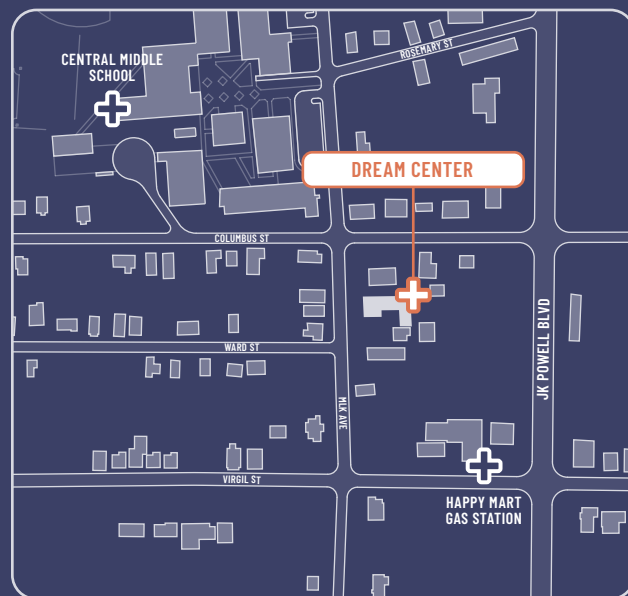 ROSEMARY ST
CENTRAL MIDDLE
SCHOOL
DREAM CENTER
COLUMBUS ST
JK POWELL BLVD
WARD ST
MLK AVE
VIRGIL ST
HAPPY MART
GAS STATION